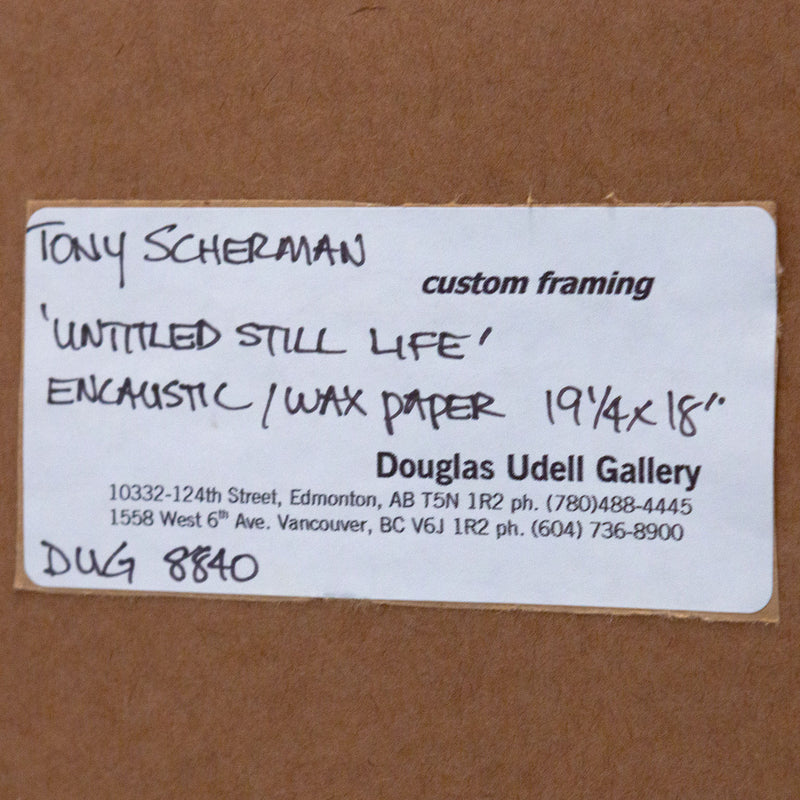 TONY SCHERMAN
custom framing
'UNTITLED STILL LIFE'
ENCAUSTIC / WAX PAPER 19 1/4 x 18"
Douglas Udell Gallery
10332-124th Street, Edmonton, AB T5N 1R2 ph. (780)488-4445
1558 West 6th Ave. Vancouver, BC V6J 1R2 ph. (604) 736-8900
DUG 8840